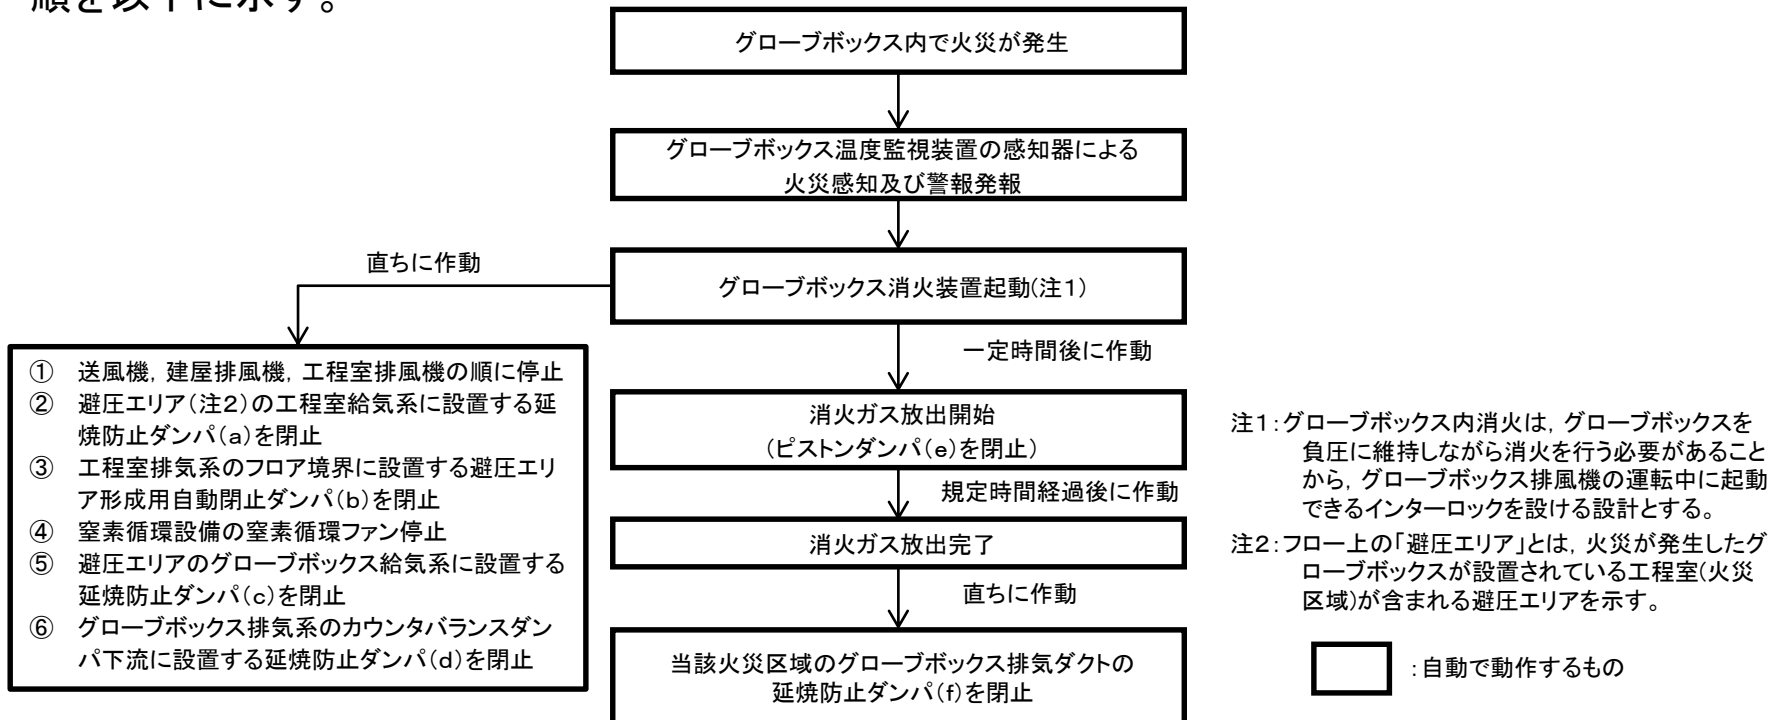 順を以下に示す。
グローブボックス内で火災が発生
グローブボックス温度監視装置の感知器による
火災感知及び警報発報
直ちに作動
グローブボックス消火装置起動(注1)
一定時間後に作動
① 送風機, 建屋排風機, 工程室排風機の順に停止
② 避圧エリア(注2)の工程室給気系に設置する延
焼防止ダンパ(a)を閉止
③ 工程室排気系のフロア境界に設置する避圧エリ
ア形成用自動閉止ダンパ(b)を閉止
④ 窒素循環設備の窒素循環ファン停止
⑤ 避圧エリアのグローブボックス給気系に設置する
延焼防止ダンパ(c)を閉止
⑥ グローブボックス排気系のカウンタバランスダン
パ下流に設置する延焼防止ダンパ(d)を閉止
消火ガス放出開始
(ピストンダンパ(e)を閉止)
規定時間経過後に作動
消火ガス放出完了
直ちに作動
当該火災区域のグローブボックス排気ダクトの
延焼防止ダンパ(f)を閉止
注1:グローブボックス内消火は, グローブボックスを
負圧に維持しながら消火を行う必要があること
から, グローブボックス排風機の運転中に起動
できるインターロックを設ける設計とする。
注2:フロー上の「避圧エリア」とは, 火災が発生したグ
ローブボックスが設置されている工程室(火災
区域)が含まれる避圧エリアを示す。
:自動で動作するもの